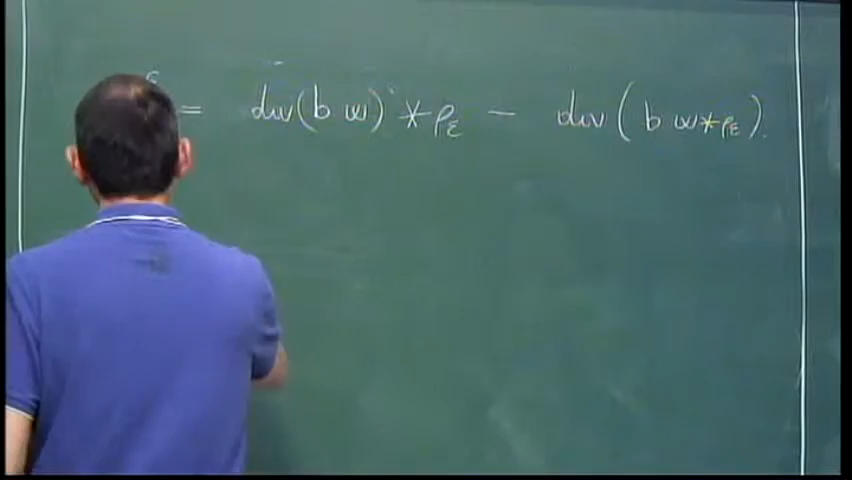 = div(b w) * ρ_ε - div(b w*ρ_ε).